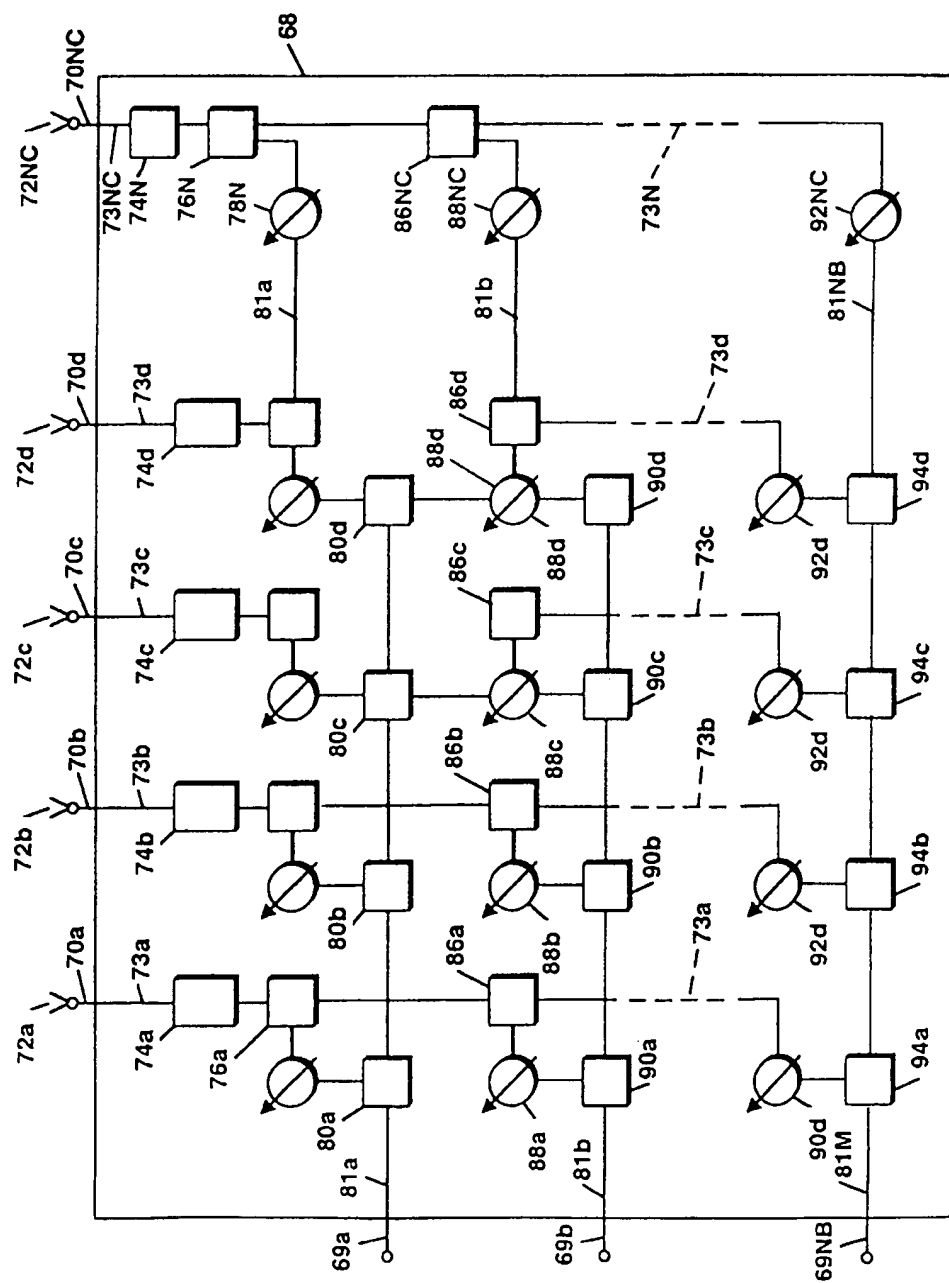 72a
72b
72c
72d
72NC
70a
70b
70c
70d
70NC
68
73a
73b
73c
73d
73NC
74a
74b
74c
74d
74N
76a
76N
78N
80a
80b
80c
80d
81a
81a
69a
86a
86b
86c
86d
86NC
88d
88NC
88a
88b
88c
88d
81b
81b
90a
90b
90c
90d
69b
73a
73b
73c
73d
73N
90d
92d
92d
92d
92NC
81M
81NB
94a
94b
94c
94d
69NB